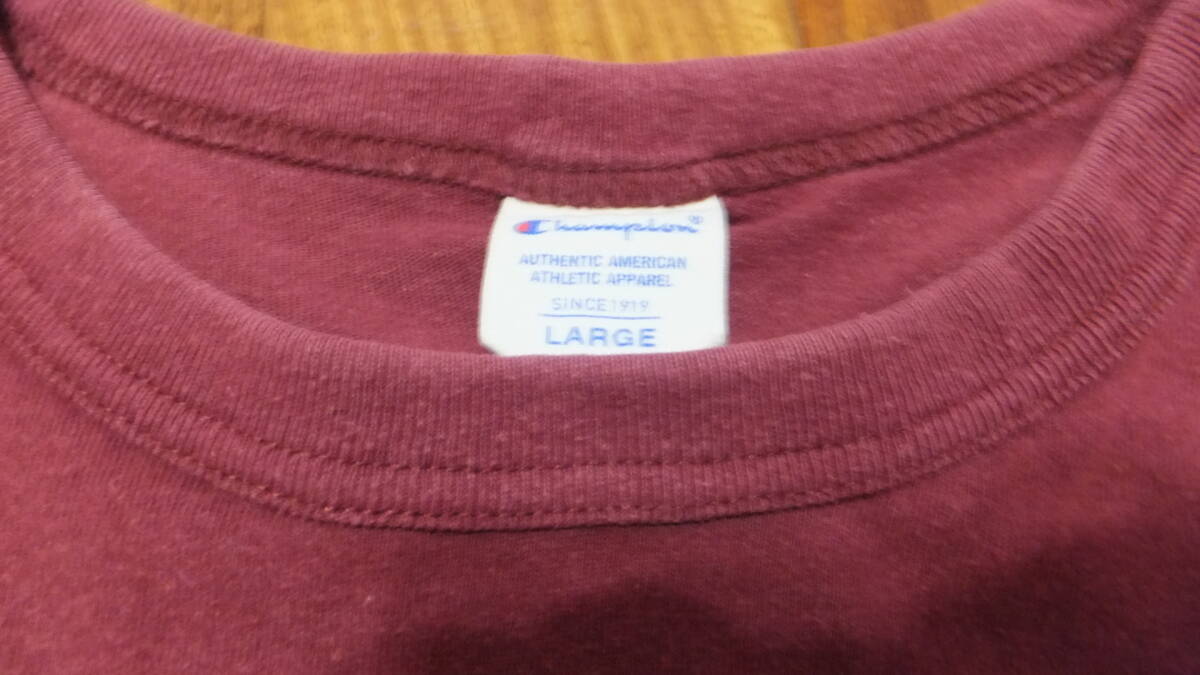 Champion®
AUTHENTIC AMERICAN
ATHLETIC APPAREL
SINCE 1919
LARGE